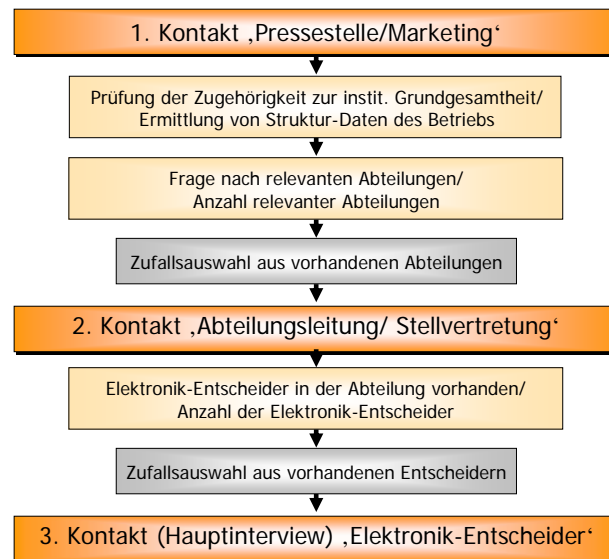 1. Kontakt ‚Pressestelle/Marketing‘
Prüfung der Zugehörigkeit zur instit. Grundgesamtheit/
Ermittlung von Struktur-Daten des Betriebs
Frage nach relevanten Abteilungen/
Anzahl relevanter Abteilungen
Zufallsauswahl aus vorhandenen Abteilungen
2. Kontakt ‚Abteilungsleitung/ Stellvertretung‘
Elektronik-Entscheider in der Abteilung vorhanden/
Anzahl der Elektronik-Entscheider
Zufallsauswahl aus vorhandenen Entscheidern
3. Kontakt (Hauptinterview) ‚Elektronik-Entscheider‘